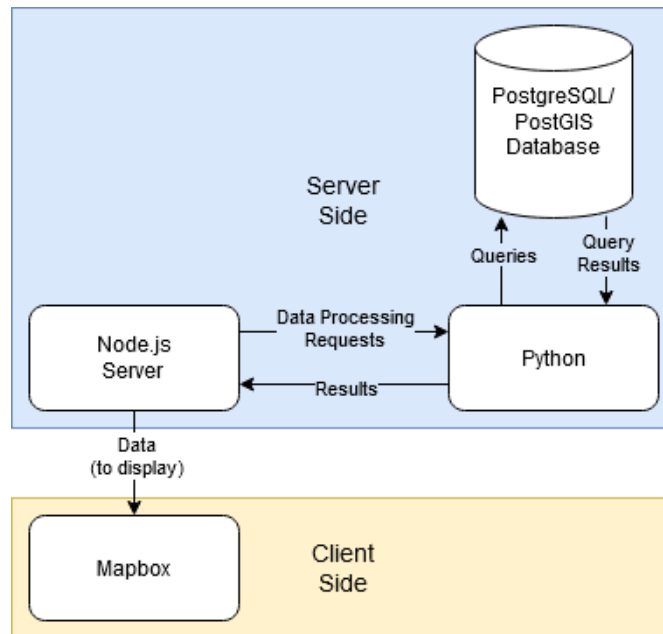 PostgreSQL/
PostGIS
Database
Server
Side
Queries
Query
Results
Node.js
Server
Data Processing
Requests
Results
Python
Data
(to display)
Mapbox
Client
Side